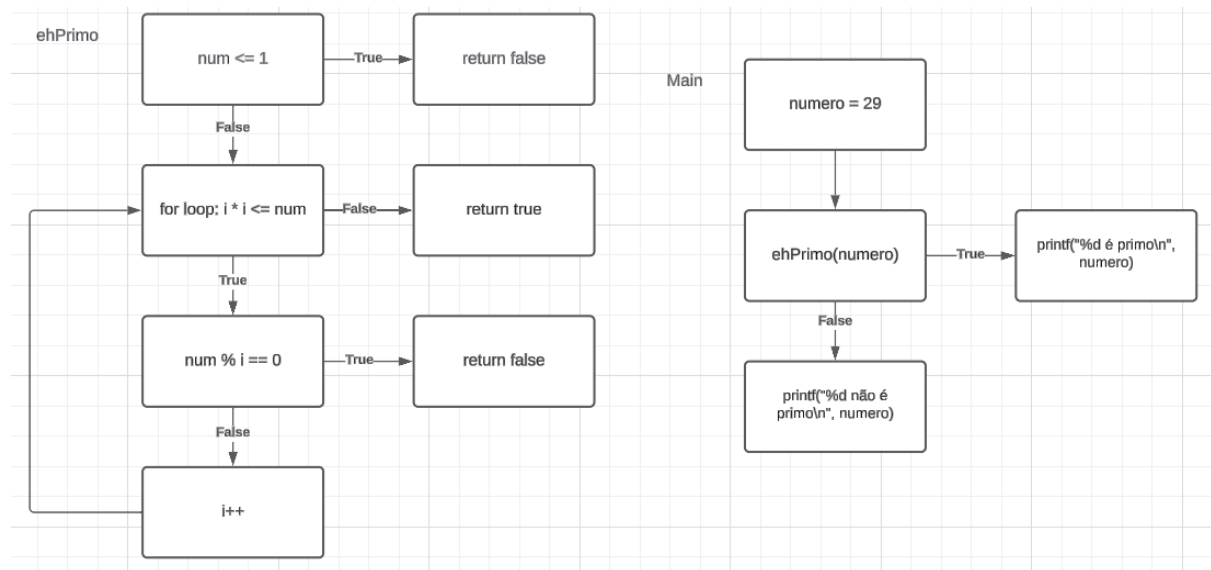 ehPrimo
num <= 1
True
return false
False
for loop: i * i <= num
False
return true
True
num % i == 0
True
return false
False
i++
Main
numero = 29
ehPrimo(numero)
True
printf("%d é primo\n",
numero)
False
printf("%d não é
primo\n", numero)